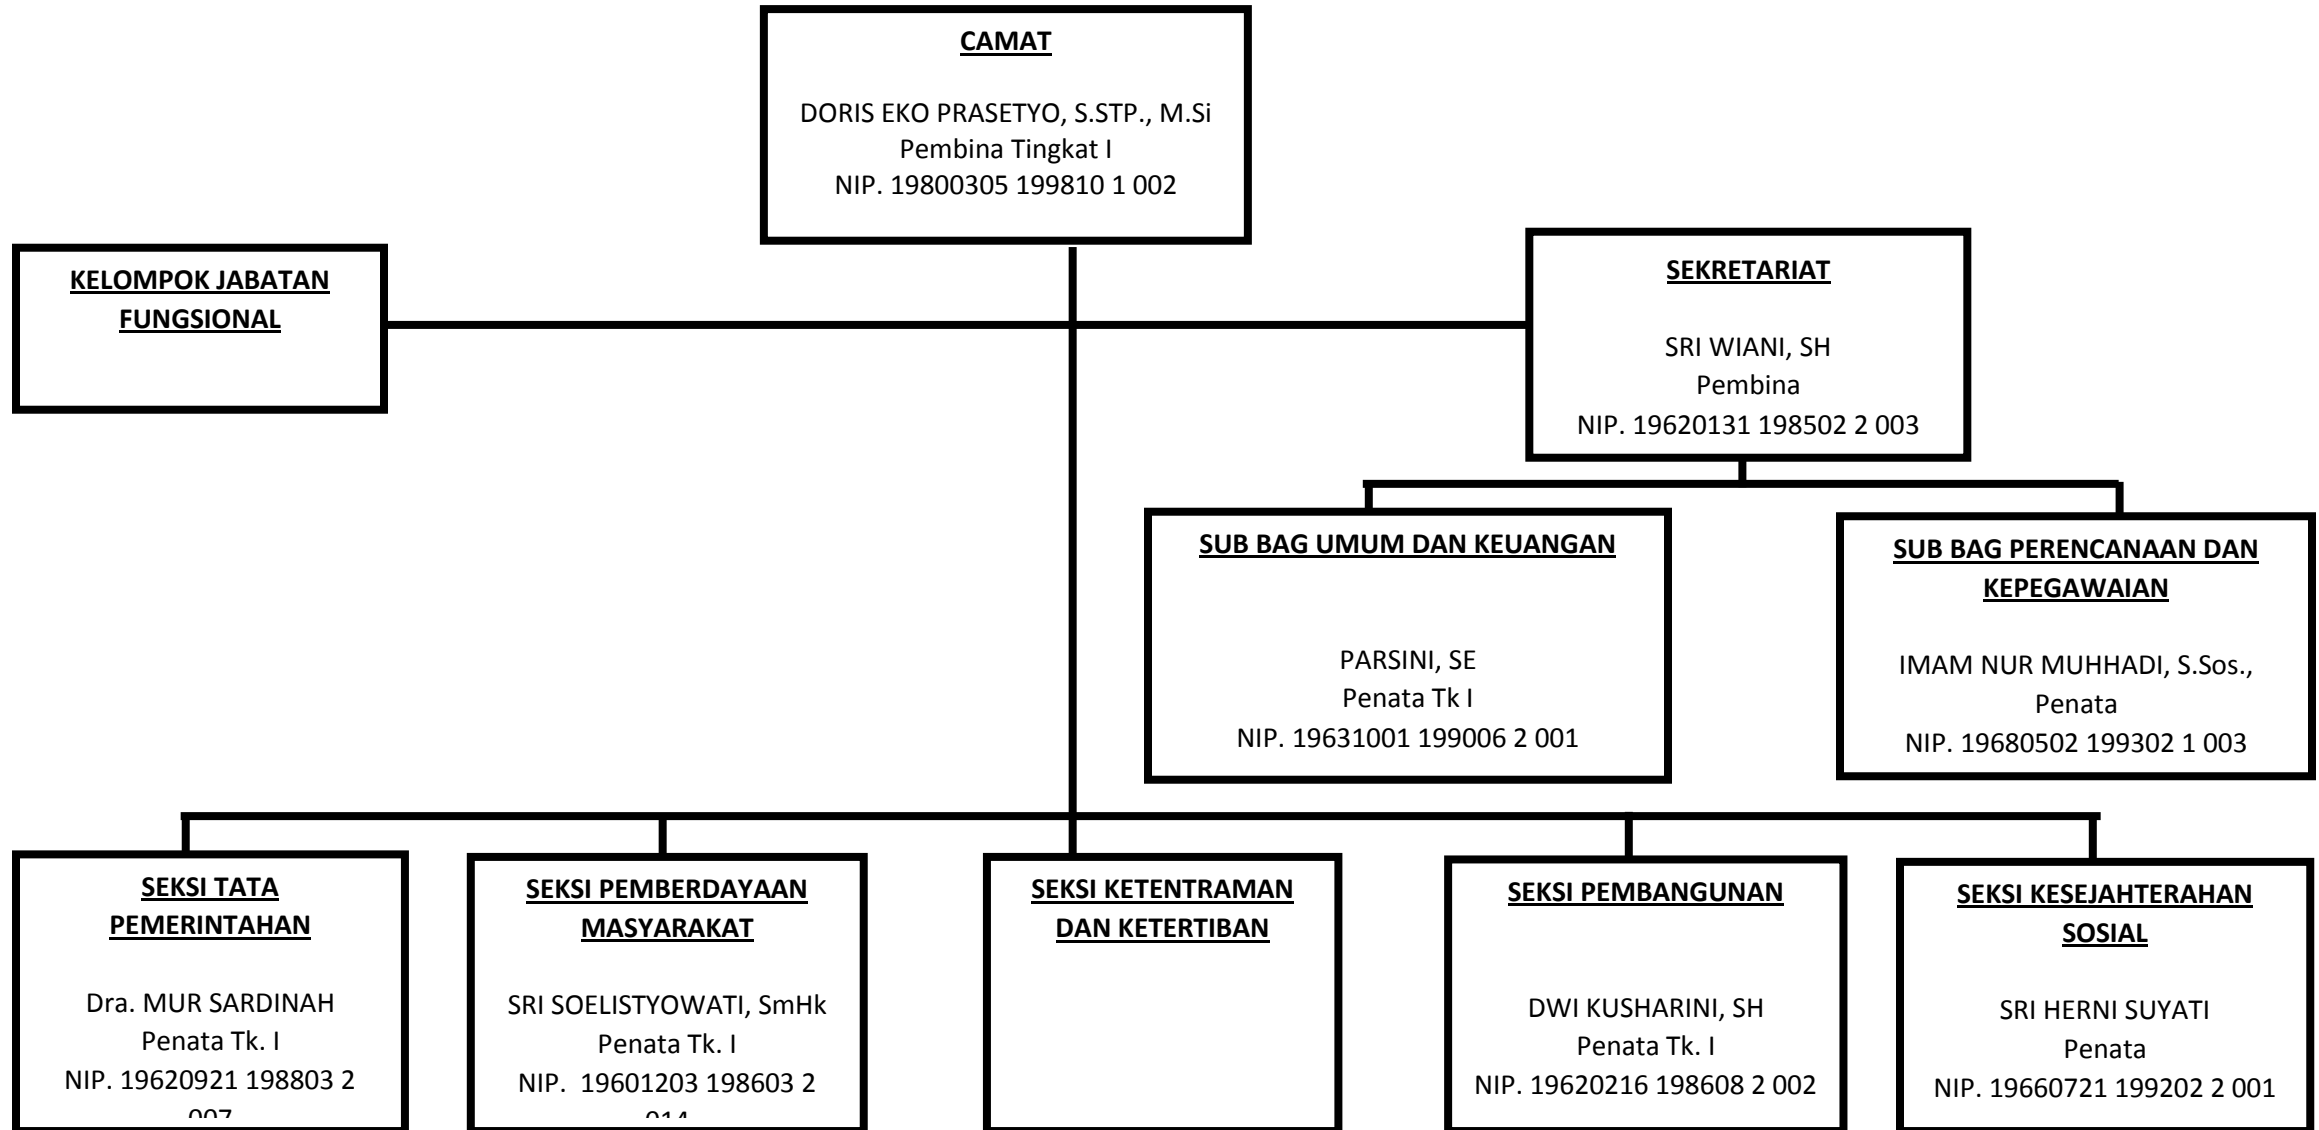 CAMAT
DORIS EKO PRASETYO, S.STP., M.Si
Pembina Tingkat I
NIP. 19800305 199810 1 002
KELOMPOK JABATAN
FUNGSIONAL
SEKRETARIAT
SRI WIANI, SH
Pembina
NIP. 19620131 198502 2 003
SUB BAG UMUM DAN KEUANGAN
PARSINI, SE
Penata Tk I
NIP. 19631001 199006 2 001
SUB BAG PERENCANAAN DAN
KEPEGAWAIAN
IMAM NUR MUHHADI, S.Sos.,
Penata
NIP. 19680502 199302 1 003
SEKSI TATA
PEMERINTAHAN
Dra. MUR SARDINAH
Penata Tk. I
NIP. 19620921 198803 2
007
SEKSI PEMBERDAYAAN
MASYARAKAT
SRI SOELISTYOWATI, SmHk
Penata Tk. I
NIP.  19601203 198603 2
014
SEKSI KETENTRAMAN
DAN KETERTIBAN
SEKSI PEMBANGUNAN
DWI KUSHARINI, SH
Penata Tk. I
NIP. 19620216 198608 2 002
SEKSI KESEJAHTERAHAN
SOSIAL
SRI HERNI SUYATI
Penata
NIP. 19660721 199202 2 001